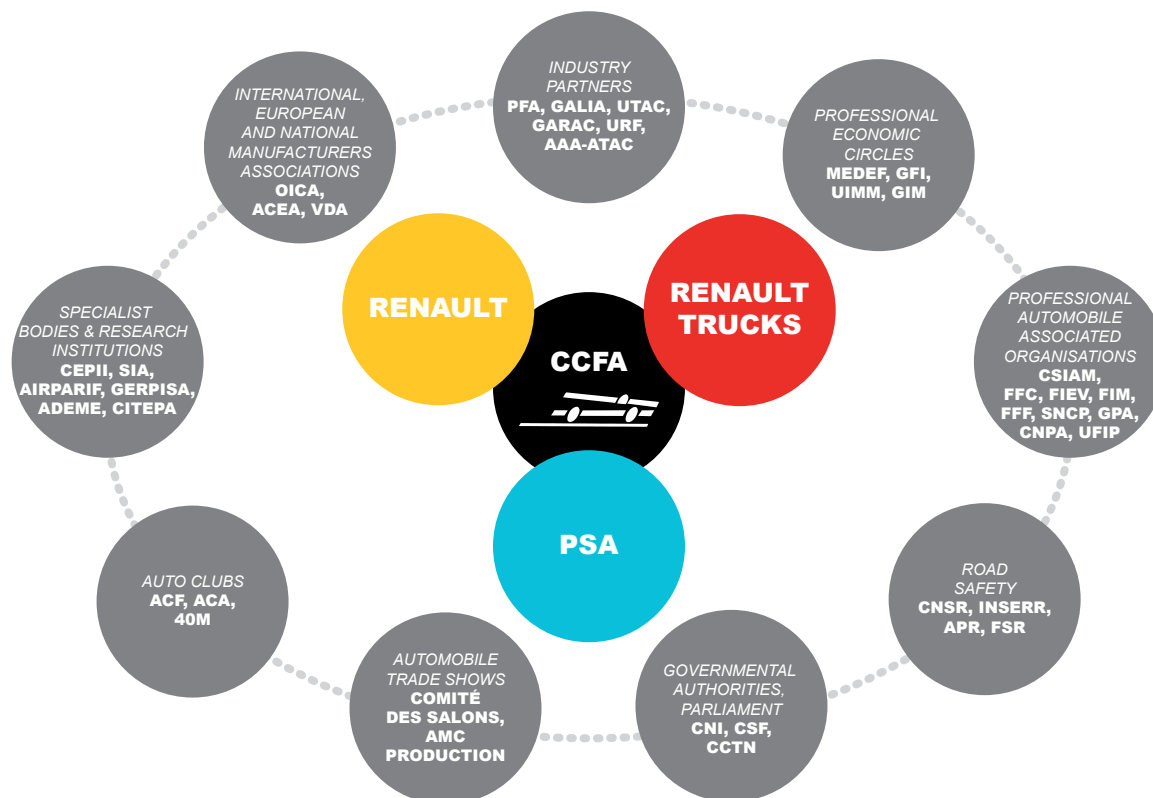 INDUSTRY
PARTNERS
PFA, GALIA, UTAC,
GARAC, URF,
AAA-ATAC
INTERNATIONAL,
EUROPEAN
AND NATIONAL
MANUFACTURERS
ASSOCIATIONS
OICA,
ACEA, VDA
PROFESSIONAL
ECONOMIC
CIRCLES
MEDEF, GFI,
UIMM, GIM
RENAULT
RENAULT
TRUCKS
CCFA
PSA
SPECIALIST
BODIES & RESEARCH
INSTITUTIONS
CEPII, SIA,
AIRPARIF, GERPISA,
ADEME, CITEPA
PROFESSIONAL
AUTOMOBILE
ASSOCIATED
ORGANISATIONS
CSIAM,
FFC, FIEV, FIM,
FFF, SNCP, GPA,
CNPA, UFIP
AUTO CLUBS
ACF, ACA,
40M
ROAD
SAFETY
CNSR, INSERR,
APR, FSR
AUTOMOBILE
TRADE SHOWS
COMITÉ
DES SALONS,
AMC
PRODUCTION
GOVERNMENTAL
AUTHORITIES,
PARLIAMENT
CNI, CSF,
CCTN